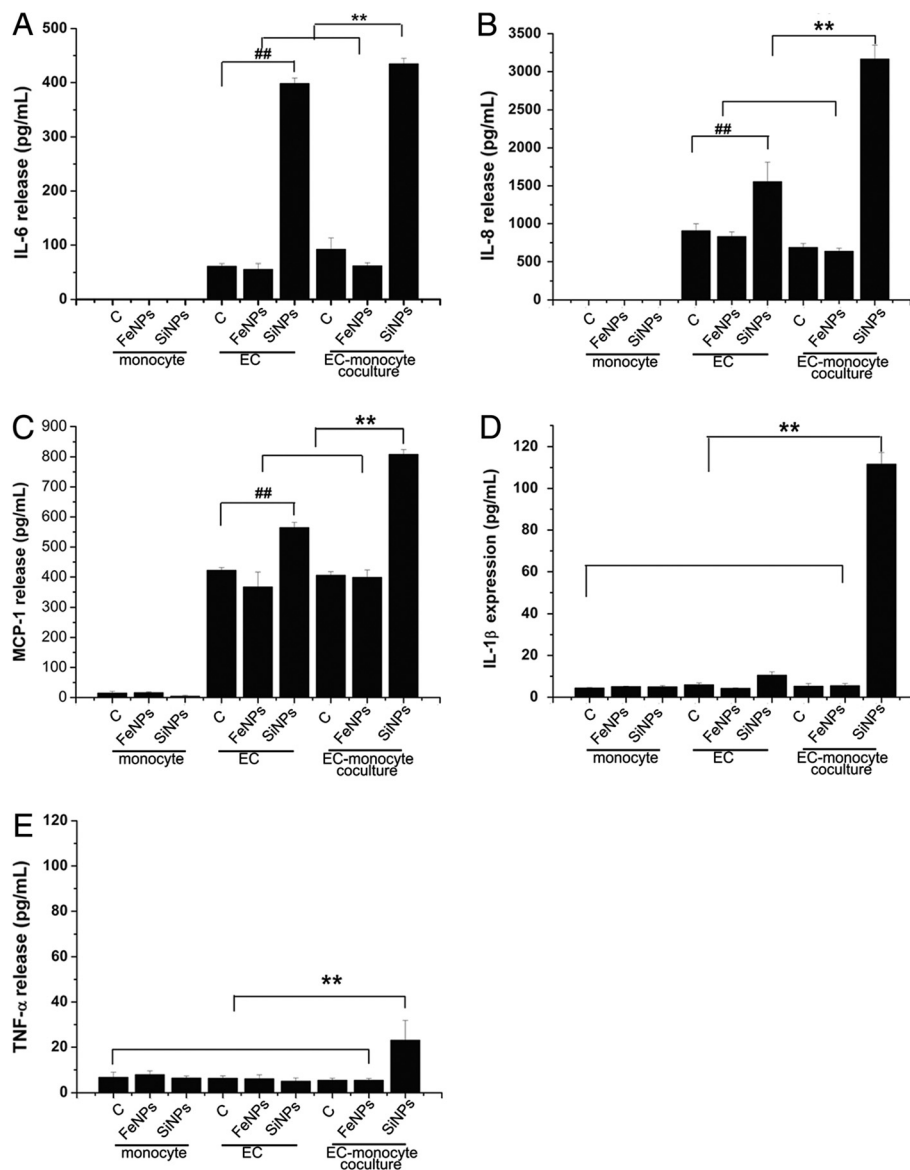 A
IL-6 release (pg/mL)
500
400
300
200
100
0
##
**
C
FeNPs
SiNPs
C
FeNPs
SiNPs
C
FeNPs
SiNPs
monocyte
EC
EC-monocyte
coculture
B
IL-8 release (pg/mL)
3500
3000
2500
2000
1500
1000
500
0
##
**
C
FeNPs
SiNPs
C
FeNPs
SiNPs
C
FeNPs
SiNPs
monocyte
EC
EC-monocyte
coculture
C
MCP-1 release (pg/mL)
900
800
700
600
500
400
300
200
100
0
##
**
C
FeNPs
SiNPs
C
FeNPs
SiNPs
C
FeNPs
SiNPs
monocyte
EC
EC-monocyte
coculture
D
IL-1β expression (pg/mL)
120
100
80
60
40
20
0
**
C
FeNPs
SiNPs
C
FeNPs
SiNPs
C
FeNPs
SiNPs
monocyte
EC
EC-monocyte
coculture
E
TNF-α release (pg/mL)
120
100
80
60
40
20
0
**
C
FeNPs
SiNPs
C
FeNPs
SiNPs
C
FeNPs
SiNPs
monocyte
EC
EC-monocyte
coculture